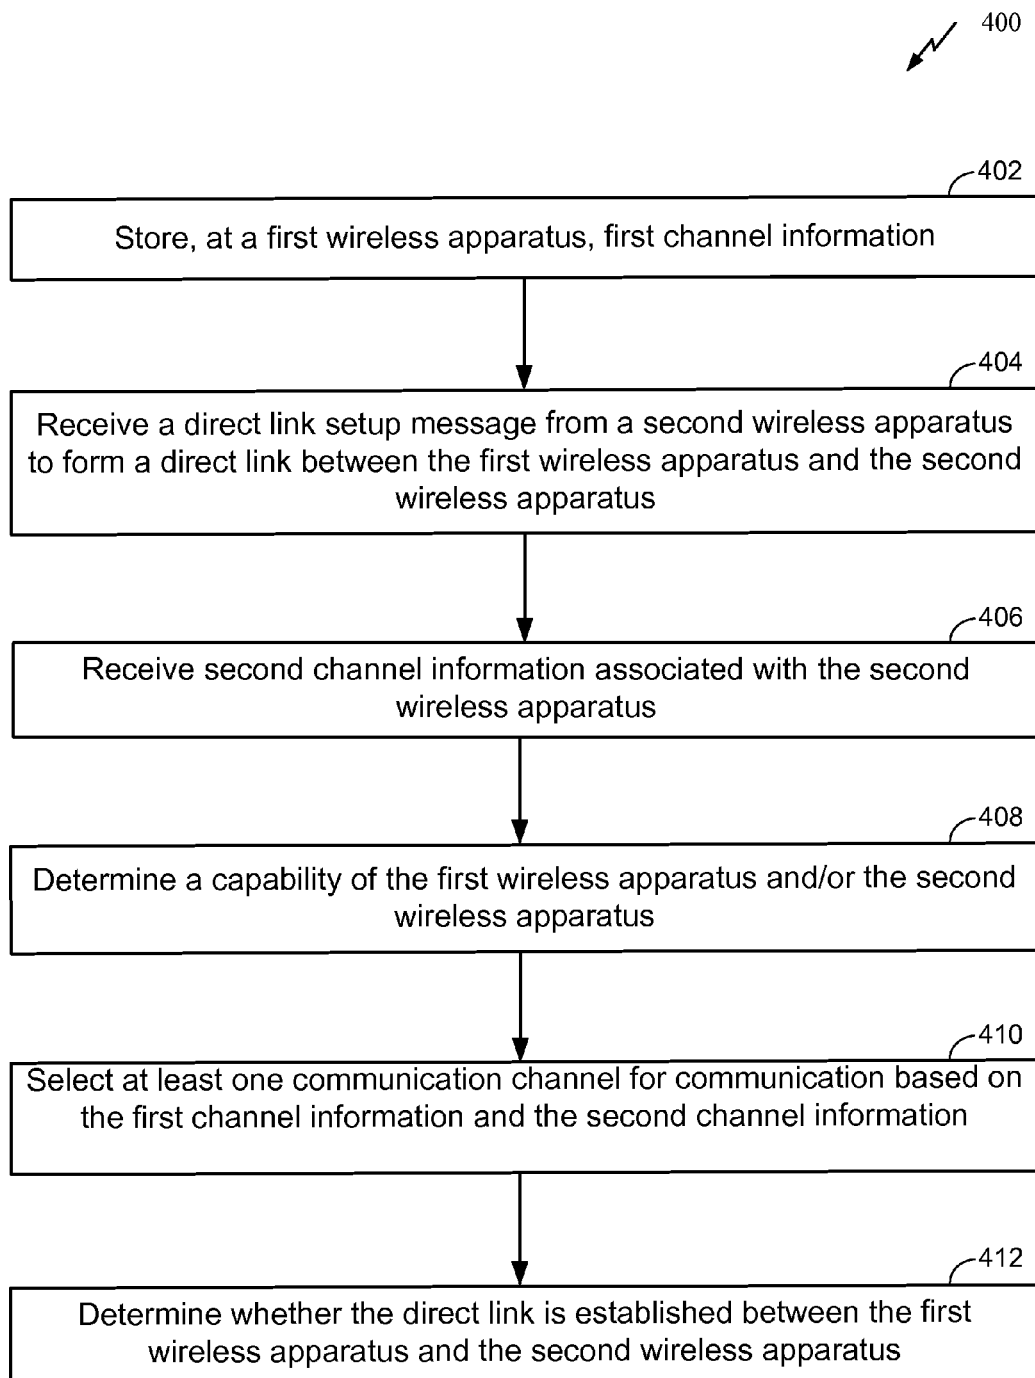 400
402
Store, at a first wireless apparatus, first channel information
404
Receive a direct link setup message from a second wireless apparatus
to form a direct link between the first wireless apparatus and the second
wireless apparatus
406
Receive second channel information associated with the second
wireless apparatus
408
Determine a capability of the first wireless apparatus and/or the second
wireless apparatus
410
Select at least one communication channel for communication based on
the first channel information and the second channel information
412
Determine whether the direct link is established between the first
wireless apparatus and the second wireless apparatus